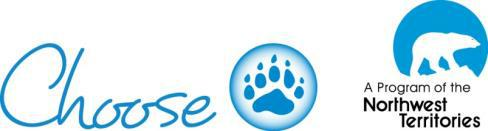 Choose
A Program of the
Northwest
Territories